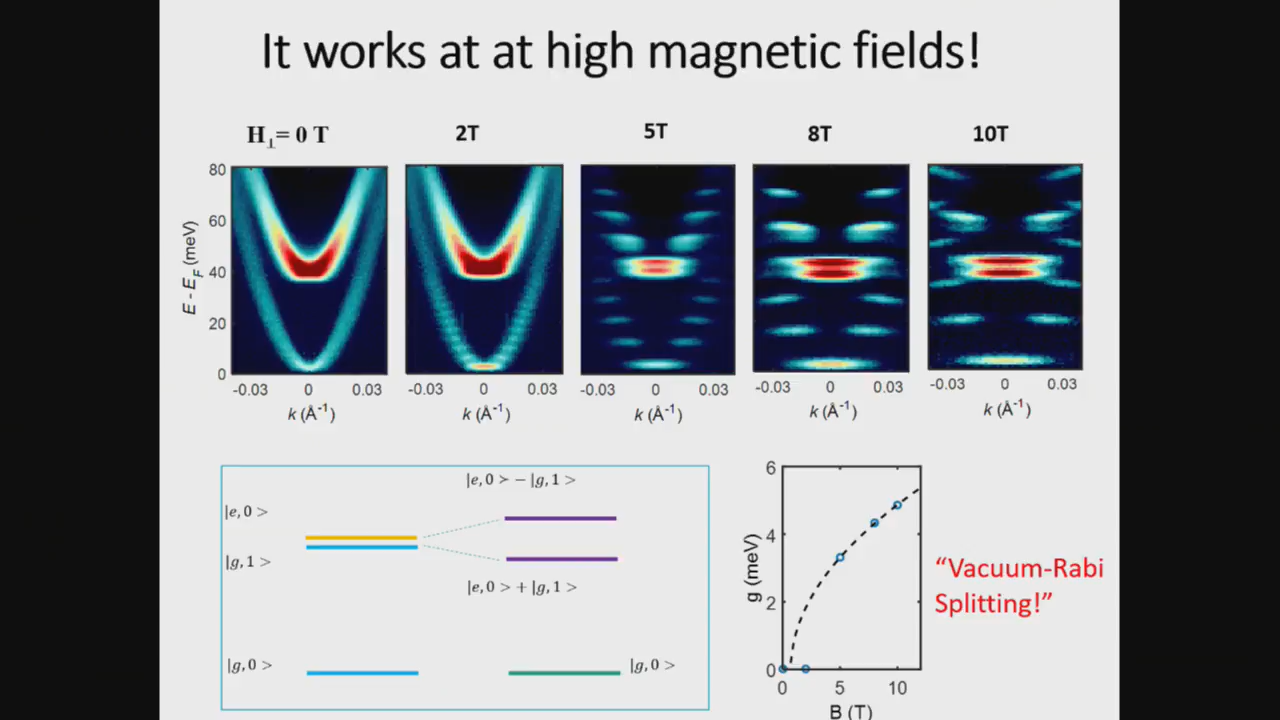 It works at at high magnetic fields!
H⊥= 0 T
2T
5T
8T
10T
80
60
40
20
0
E - E_F (meV)
-0.03 0 0.03
k (Å⁻¹)
-0.03 0 0.03
k (Å⁻¹)
-0.03 0 0.03
k (Å⁻¹)
-0.03 0 0.03
k (Å⁻¹)
-0.03 0 0.03
k (Å⁻¹)
|e, 0 > − |g, 1 >
|e, 0 >
|g, 1 >
|e, 0 > + |g, 1 >
|g, 0 >
|g, 0 >
6
4
2
0
g (meV)
0 5 10
B (T)
“Vacuum-Rabi
Splitting!”